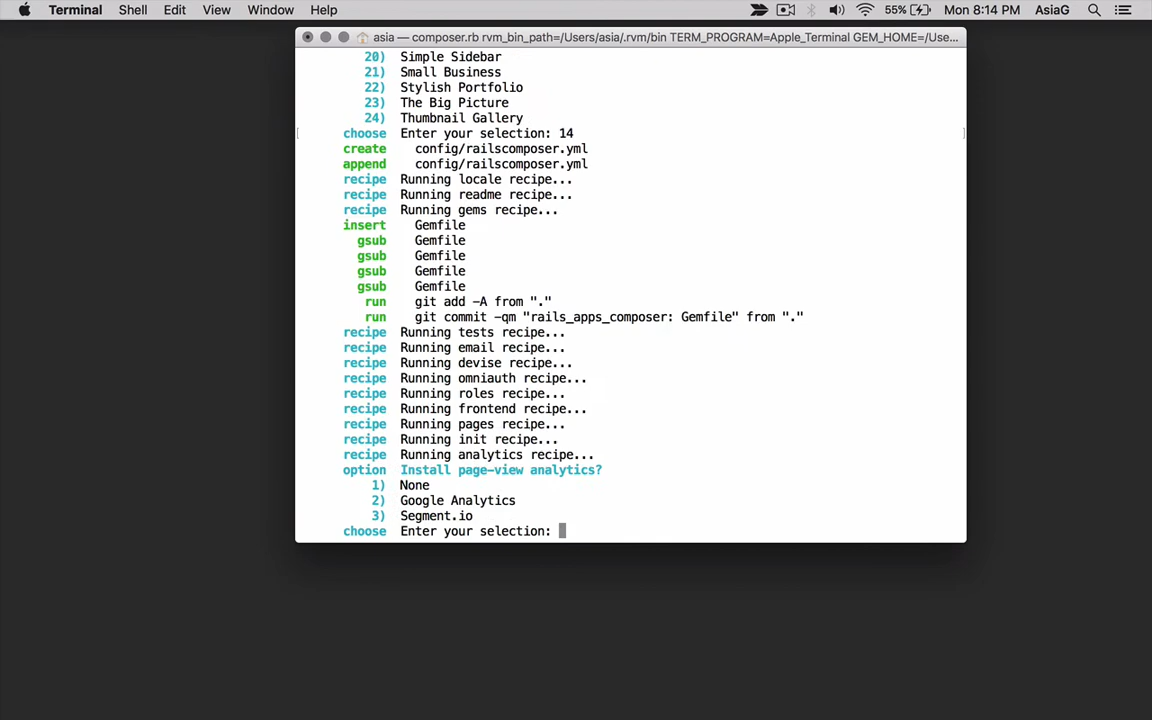 Terminal Shell Edit View Window Help 55% Mon 8:14 PM AsiaG
asia — composer.rb rvm_bin_path=/Users/asia/.rvm/bin TERM_PROGRAM=Apple_Terminal GEM_HOME=/Use...
20) Simple Sidebar
21) Small Business
22) Stylish Portfolio
23) The Big Picture
24) Thumbnail Gallery
choose Enter your selection: 14
create config/railscomposer.yml
append config/railscomposer.yml
recipe Running locale recipe...
recipe Running readme recipe...
recipe Running gems recipe...
insert Gemfile
gsub Gemfile
gsub Gemfile
gsub Gemfile
gsub Gemfile
run git add -A from "."
run git commit -qm "rails_apps_composer: Gemfile" from "."
recipe Running tests recipe...
recipe Running email recipe...
recipe Running devise recipe...
recipe Running omniauth recipe...
recipe Running roles recipe...
recipe Running frontend recipe...
recipe Running pages recipe...
recipe Running init recipe...
recipe Running analytics recipe...
option Install page-view analytics?
1) None
2) Google Analytics
3) Segment.io
choose Enter your selection: